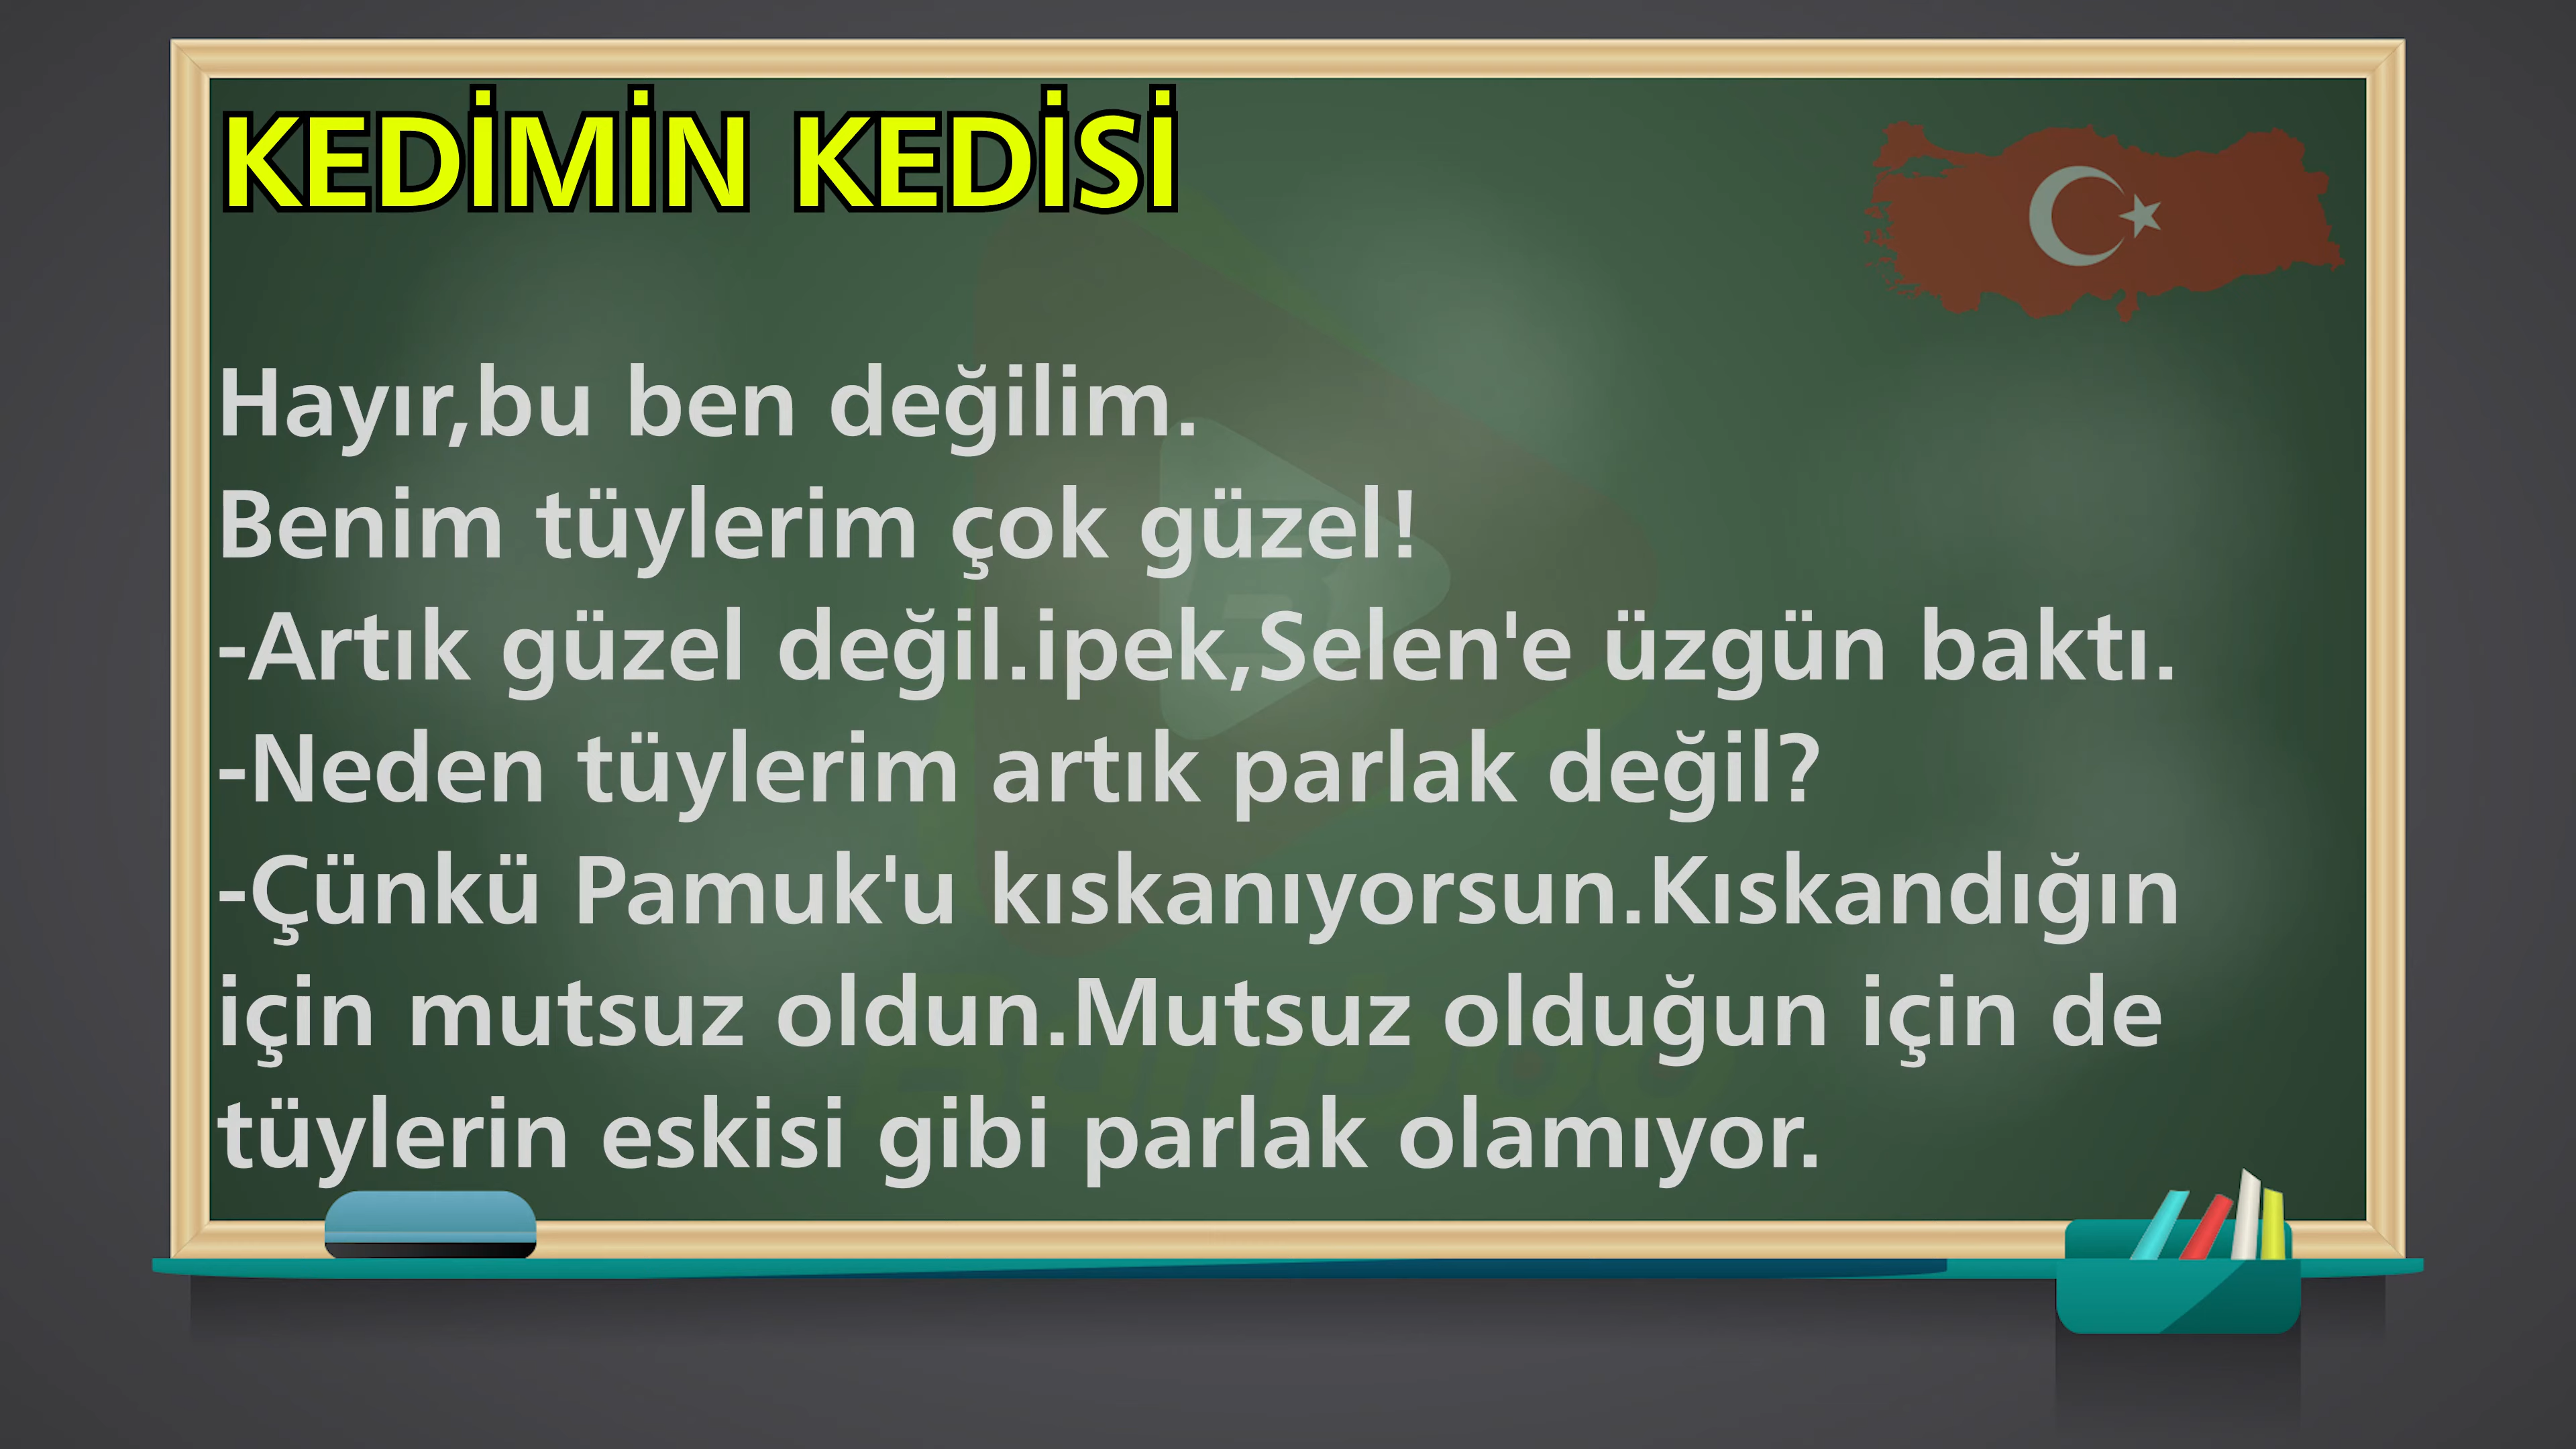 KEDİMİN KEDİSİ
Hayır,bu ben değilim.
Benim tüylerim çok güzel!
-Artık güzel değil.ipek,Selen'e üzgün baktı.
-Neden tüylerim artık parlak değil?
-Çünkü Pamuk'u kıskanıyorsun.Kıskandığın
için mutsuz oldun.Mutsuz olduğun için de
tüylerin eskisi gibi parlak olamıyor.